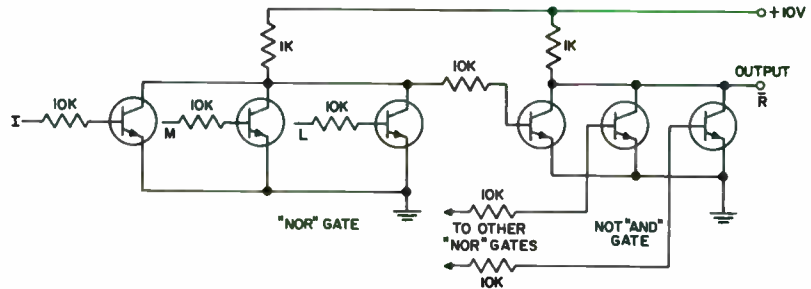 +10V
1K
1K
10K
OUTPUT
R̅
I
10K
M
10K
L
10K
"NOR" GATE
10K
TO OTHER
"NOR" GATES
10K
NOT "AND"
GATE